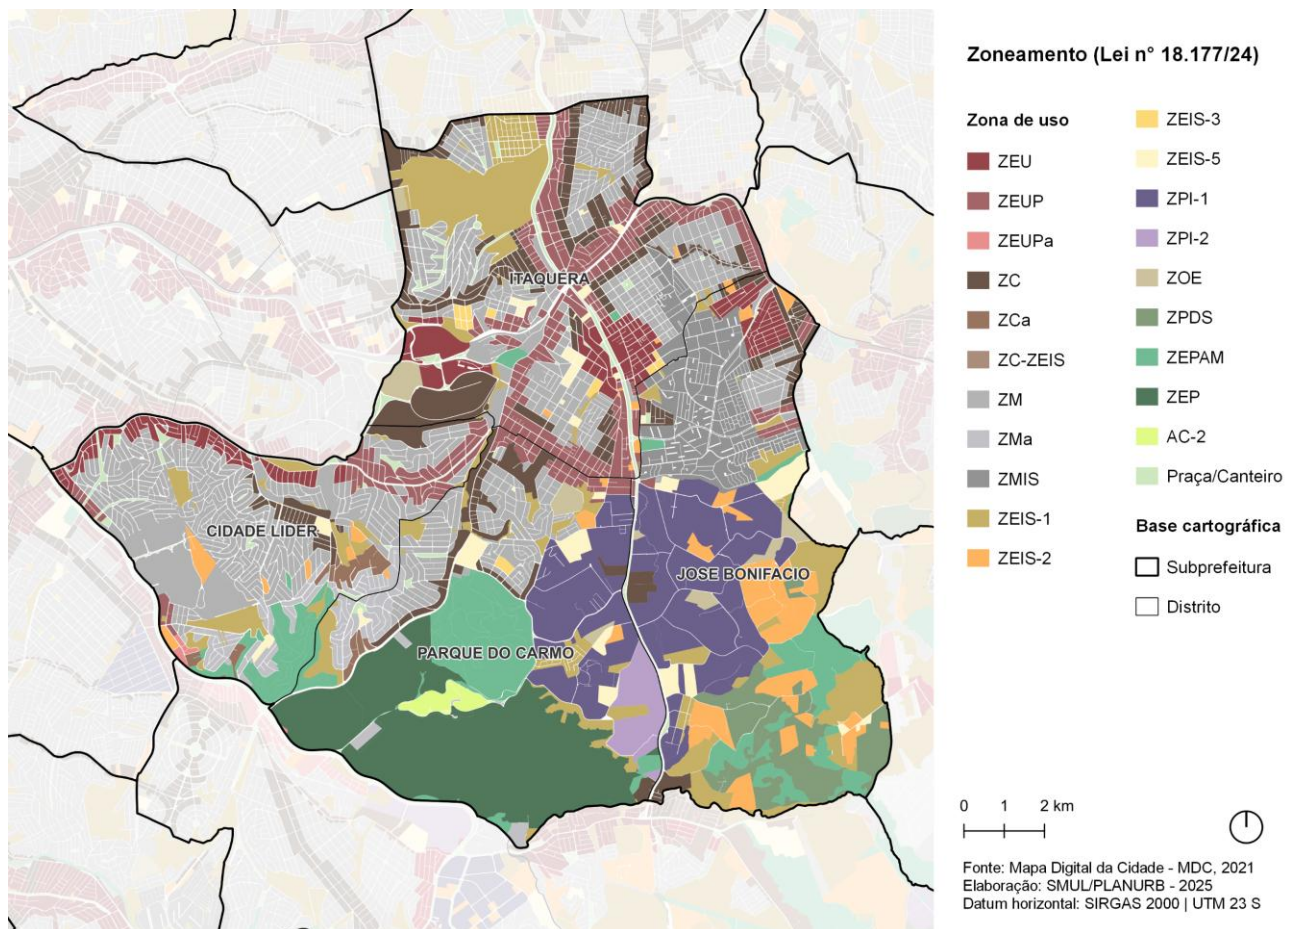 ITAQUERA
CIDADE LÍDER
JOSE BONIFACIO
PARQUE DO CARMO
Zoneamento (Lei n° 18.177/24)
Zona de uso
ZEU
ZEUP
ZEUPa
ZC
ZCa
ZC-ZEIS
ZM
ZMa
ZMIS
ZEIS-1
ZEIS-2
ZEIS-3
ZEIS-5
ZPI-1
ZPI-2
ZOE
ZPDS
ZEPAM
ZEP
AC-2
Praça/Canteiro
Base cartográfica
Subprefeitura
Distrito
0 1 2 km
Fonte: Mapa Digital da Cidade - MDC, 2021
Elaboração: SMUL/PLANURB - 2025
Datum horizontal: SIRGAS 2000 | UTM 23 S